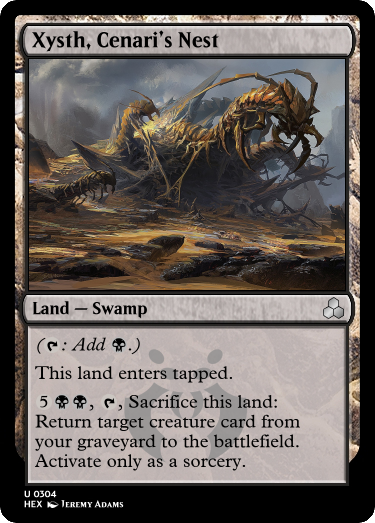 Xysth, Cenari's Nest
Land — Swamp
(: Add .)
This land enters tapped.
5 , , Sacrifice this land:
Return target creature card from
your graveyard to the battlefield.
Activate only as a sorcery.
U 0304
HEX Jeremy Adams